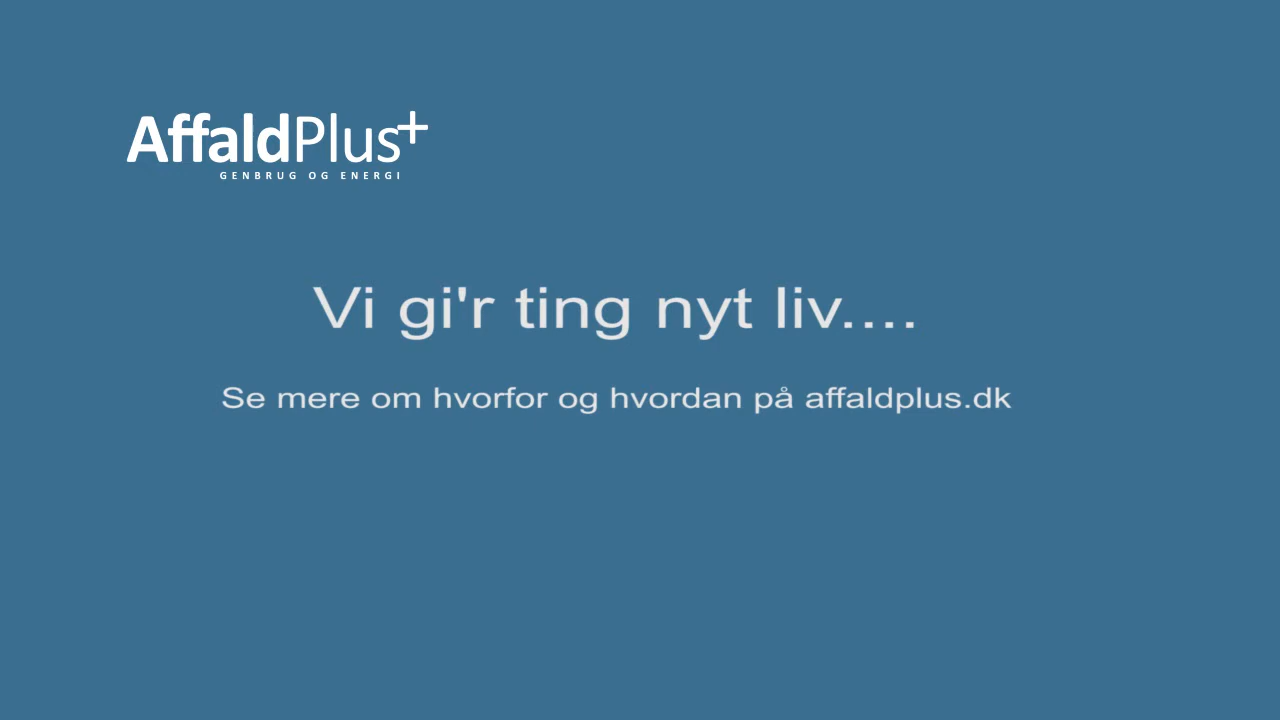 AffaldPlus+
GENBRUG OG ENERGI
Vi gi'r ting nyt liv....
Se mere om hvorfor og hvordan på affaldplus.dk